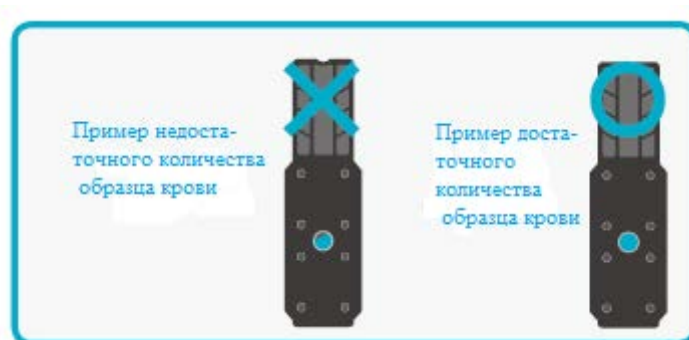 Пример недоста-
точного количества
образца крови
Пример доста-
точного
количества
образца крови